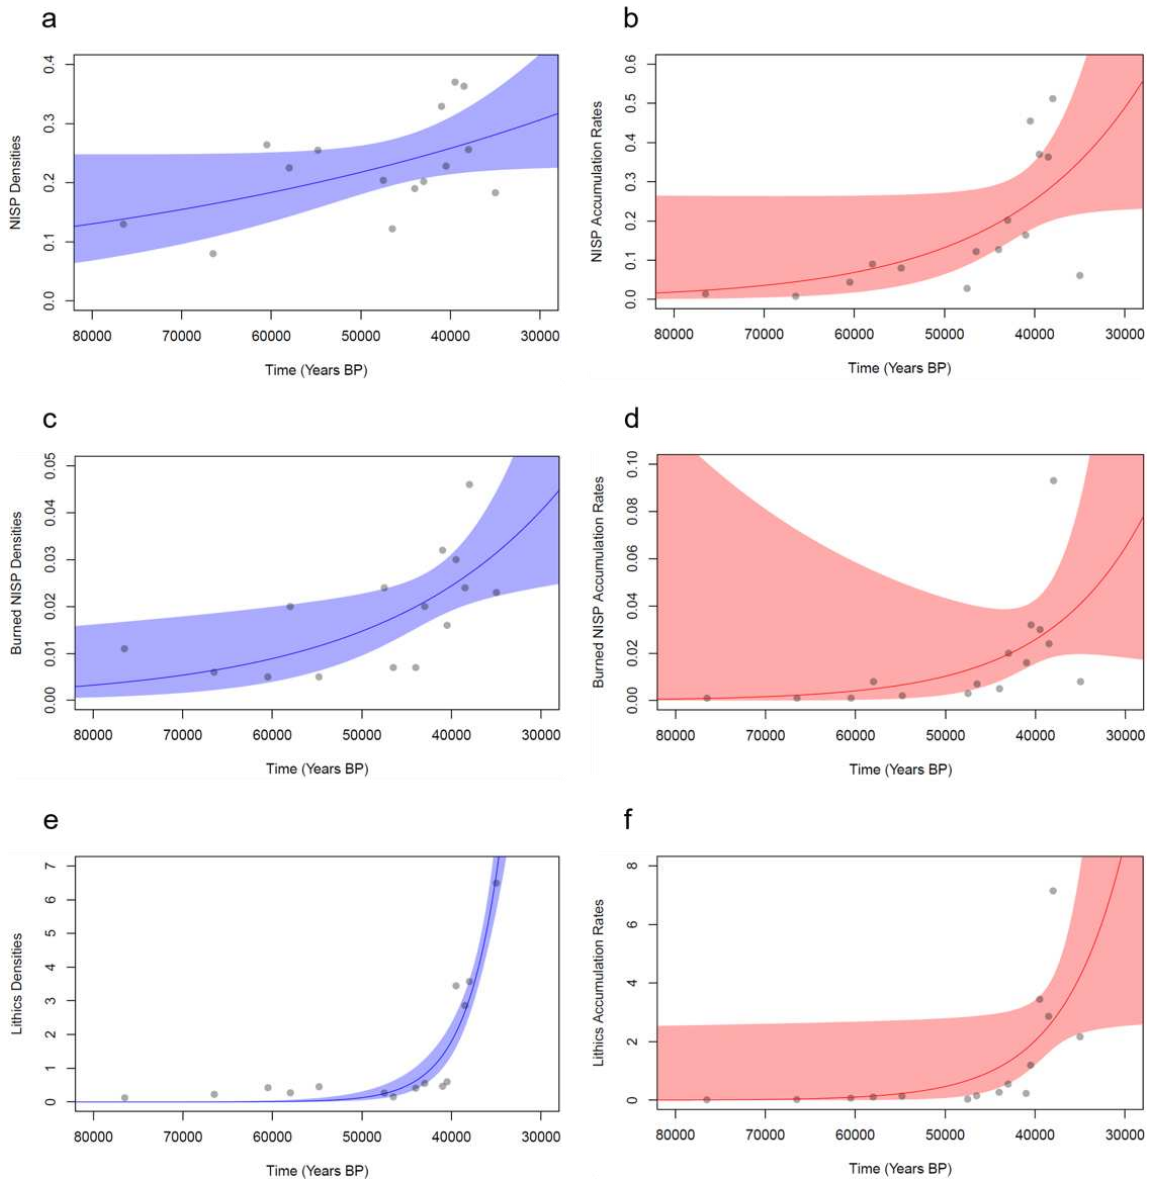 a
NISP Densities
0.4
0.3
0.2
0.1
0.0
80000 70000 60000 50000 40000 30000
Time (Years BP)
b
NISP Accumulation Rates
0.6
0.5
0.4
0.3
0.2
0.1
0.0
80000 70000 60000 50000 40000 30000
Time (Years BP)
c
Burned NISP Densities
0.05
0.04
0.03
0.02
0.01
0.00
80000 70000 60000 50000 40000 30000
Time (Years BP)
d
Burned NISP Accumulation Rates
0.10
0.08
0.06
0.04
0.02
0.00
80000 70000 60000 50000 40000 30000
Time (Years BP)
e
Lithics Densities
7
6
5
4
3
2
1
0
80000 70000 60000 50000 40000 30000
Time (Years BP)
f
Lithics Accumulation Rates
8
6
4
2
0
80000 70000 60000 50000 40000 30000
Time (Years BP)